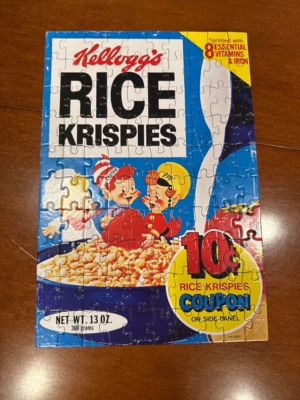 Kellogg's
RICE
KRISPIES
Fortified with
8 ESSENTIAL
VITAMINS
& IRON
10¢
RICE KRISPIES
COUPON
ON SIDE PANEL
NET WT. 13 OZ.
368 grams